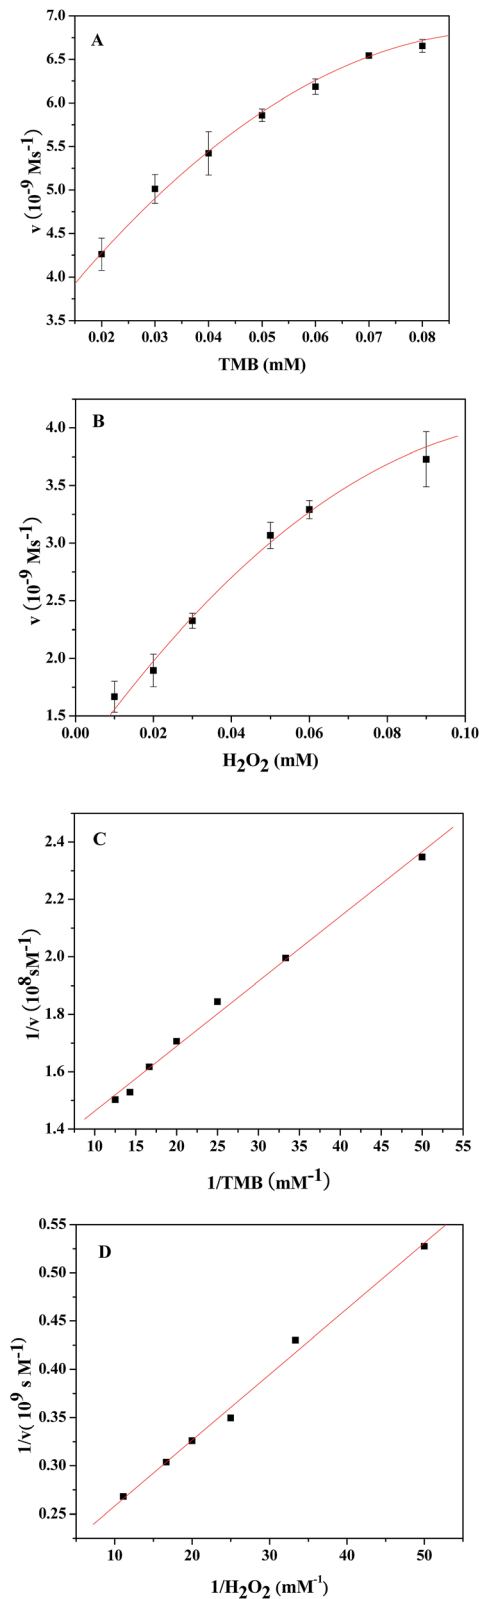 A
7.0
6.5
6.0
5.5
5.0
4.5
4.0
3.5
v (10-9 Ms-1)
0.02 0.03 0.04 0.05 0.06 0.07 0.08
TMB (mM)
B
4.0
3.5
3.0
2.5
2.0
1.5
v (10-9 Ms-1)
0.00 0.02 0.04 0.06 0.08 0.10
H2O2 (mM)
C
2.4
2.2
2.0
1.8
1.6
1.4
1/v (108sM-1)
10 15 20 25 30 35 40 45 50 55
1/TMB (mM-1)
D
0.55
0.50
0.45
0.40
0.35
0.30
0.25
1/v( 109 s M-1)
10 20 30 40 50
1/H2O2 (mM-1)